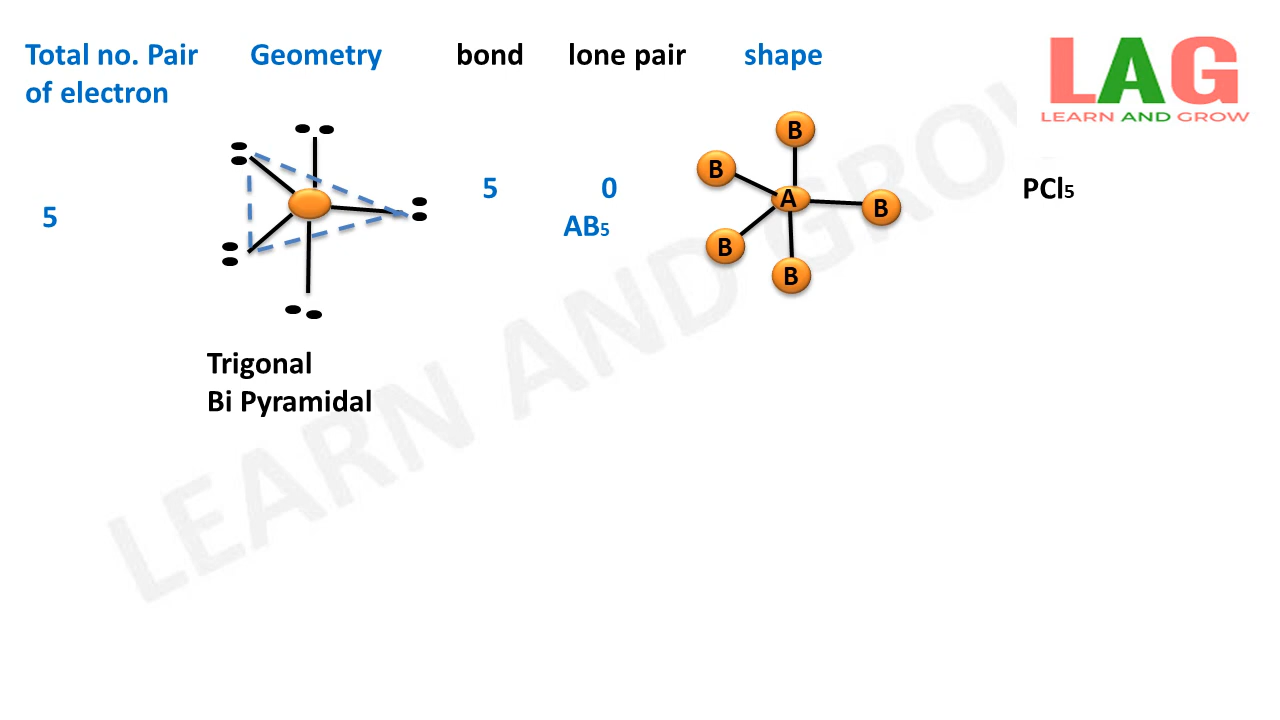 Total no. Pair of electron
Geometry
bond
lone pair
shape
LAG
LEARN AND GROW
5
5
0
AB5
B
B
A
B
B
B
PCl5
Trigonal
Bi Pyramidal
LEARN AND GROW